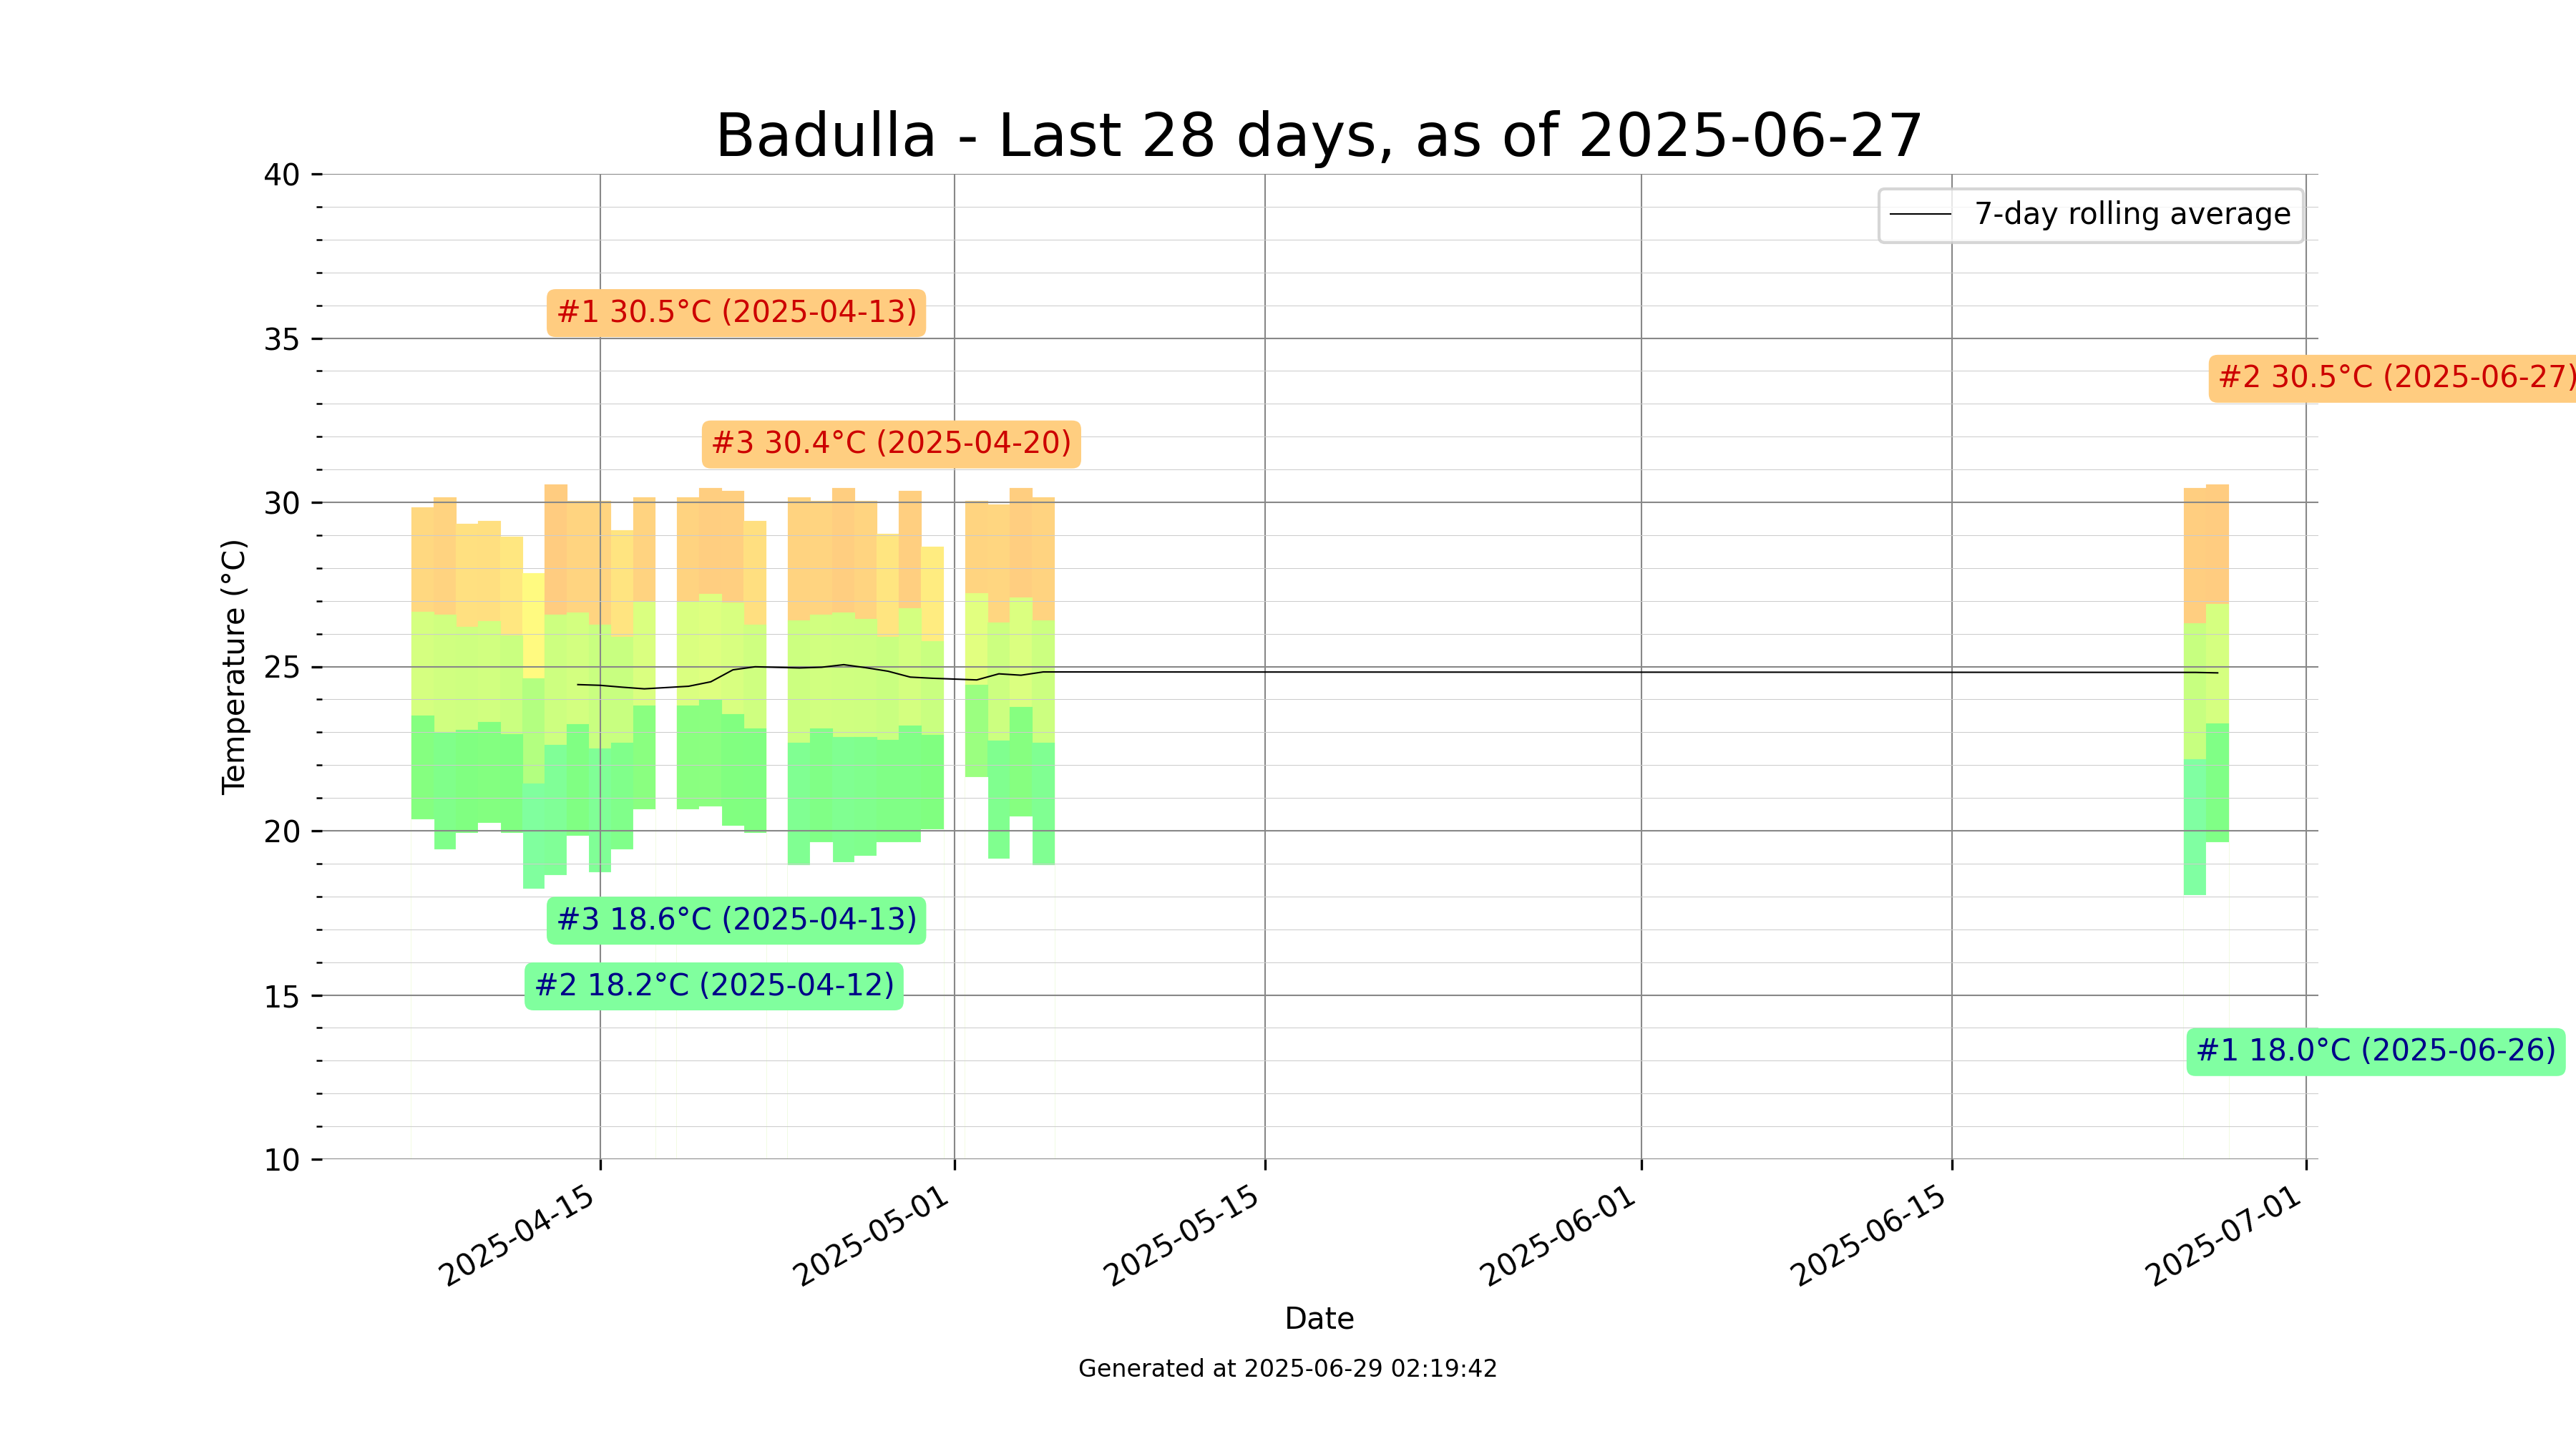 Badulla - Last 28 days, as of 2025-06-27
40
35
30
25
20
15
10
Temperature (°C)
7-day rolling average
#1 30.5°C (2025-04-13)
#2 30.5°C (2025-06-27)
#3 30.4°C (2025-04-20)
#3 18.6°C (2025-04-13)
#2 18.2°C (2025-04-12)
#1 18.0°C (2025-06-26)
2025-04-15
2025-05-01
2025-05-15
2025-06-01
2025-06-15
2025-07-01
Date
Generated at 2025-06-29 02:19:42